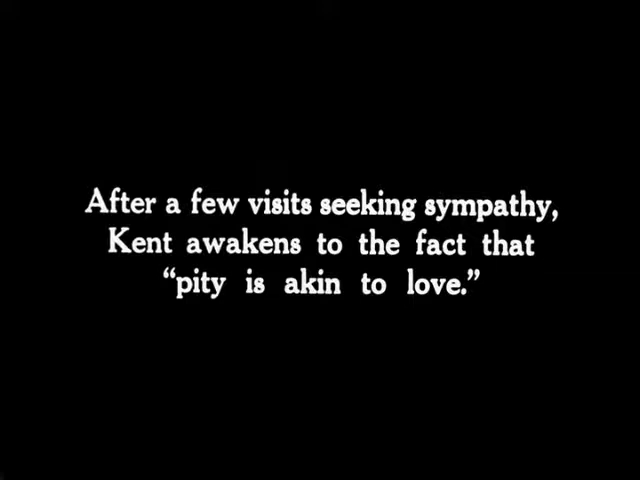 After a few visits seeking sympathy,
Kent awakens to the fact that
“pity is akin to love.”